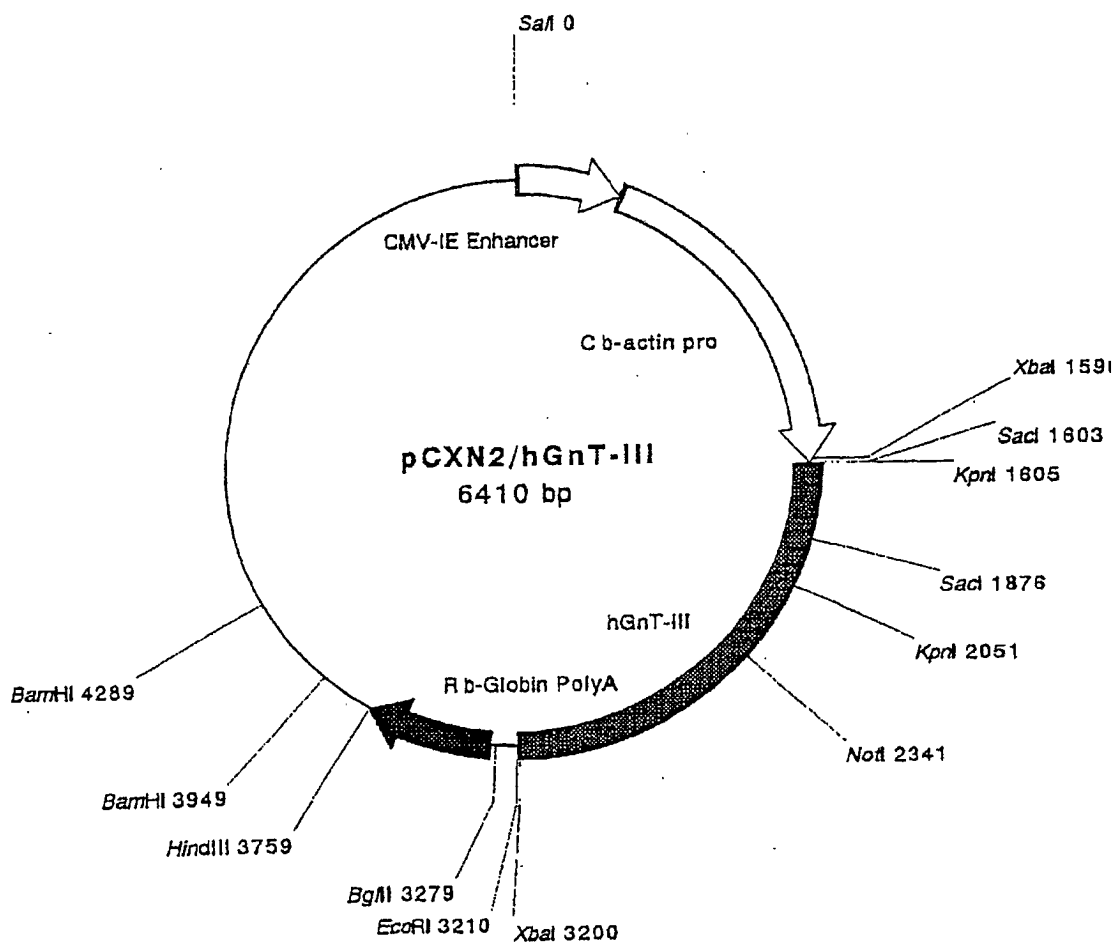 SalI 0
CMV-IE Enhancer
C b-actin pro
XbaI 159
SacI 1603
KpnI 1605
pCXN2/hGnT-III
6410 bp
SacI 1876
hGnT-III
KpnI 2051
R b-Globin PolyA
BamHI 4289
NotI 2341
BamHI 3949
HindIII 3759
BglII 3279
EcoRI 3210
XbaI 3200